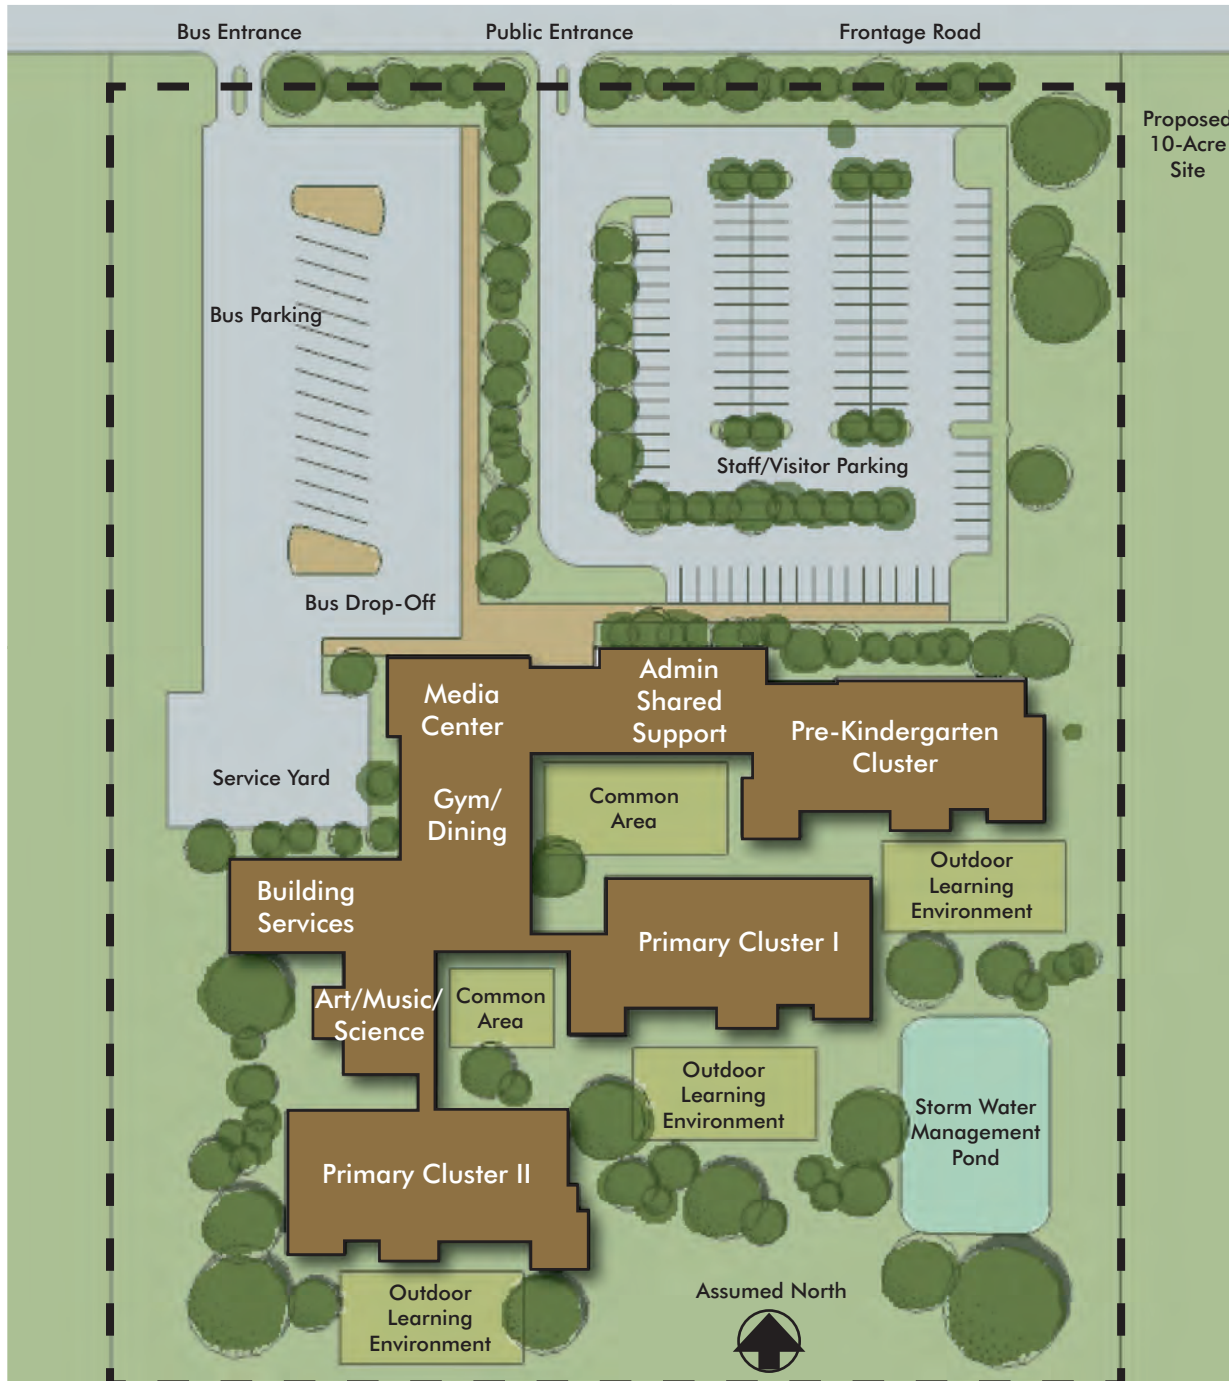 Bus Entrance
Public Entrance
Frontage Road
Proposed
10-Acre
Site
Bus Parking
Staff/Visitor Parking
Bus Drop-Off
Media
Center
Admin
Shared
Support
Pre-Kindergarten
Cluster
Service Yard
Gym/
Dining
Common
Area
Outdoor
Learning
Environment
Building
Services
Primary Cluster I
Art/Music/
Science
Common
Area
Outdoor
Learning
Environment
Storm Water
Management
Pond
Primary Cluster II
Outdoor
Learning
Environment
Assumed North